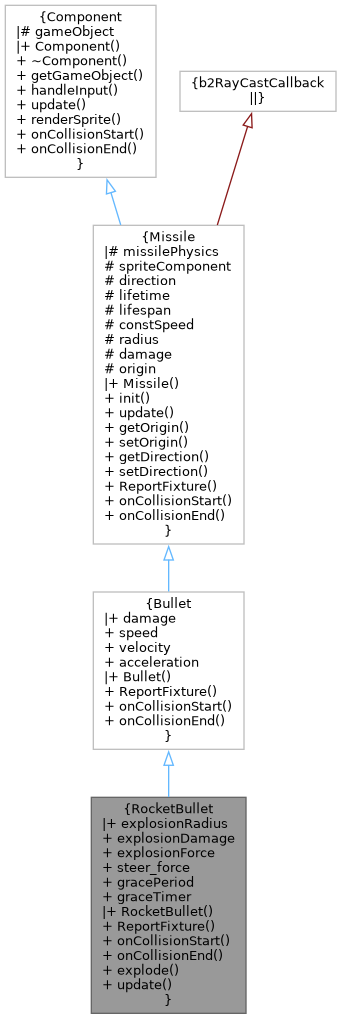 {Component
|# gameObject
|+ Component()
+ ~Component()
+ getGameObject()
+ handleInput()
+ update()
+ renderSprite()
+ onCollisionStart()
+ onCollisionEnd()
}
{b2RayCastCallback
||}
{Missile
|# missilePhysics
# spriteComponent
# direction
# lifetime
# lifespan
# constSpeed
# radius
# damage
# origin
|+ Missile()
+ init()
+ update()
+ getOrigin()
+ setOrigin()
+ getDirection()
+ setDirection()
+ ReportFixture()
+ onCollisionStart()
+ onCollisionEnd()
}
{Bullet
|+ damage
+ speed
+ velocity
+ acceleration
|+ Bullet()
+ ReportFixture()
+ onCollisionStart()
+ onCollisionEnd()
}
{RocketBullet
|+ explosionRadius
+ explosionDamage
+ explosionForce
+ steer_force
+ gracePeriod
+ graceTimer
|+ RocketBullet()
+ ReportFixture()
+ onCollisionStart()
+ onCollisionEnd()
+ explode()
+ update()
}